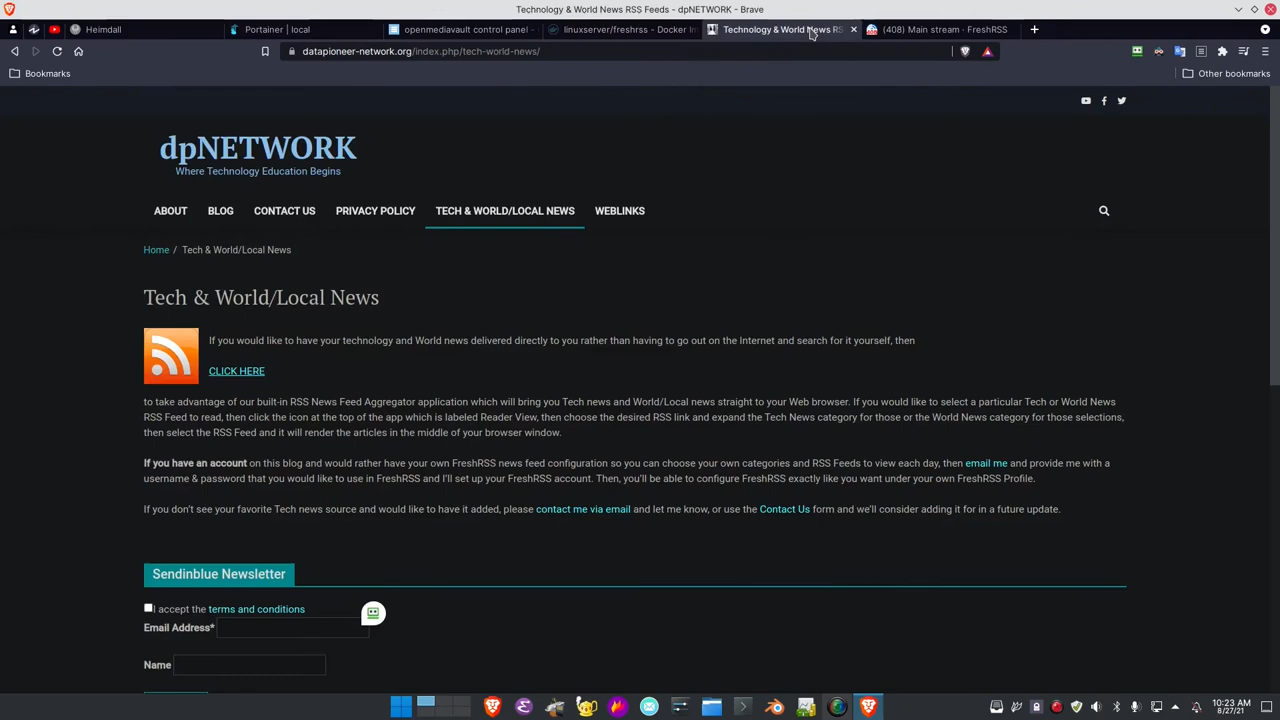 Technology & World News RSS Feeds - dpNETWORK - Brave
Heimdall
Portainer | local
openmediavault control panel -
linuxserver/freshrss - Docker Im
Technology & World News RS
(408) Main stream · FreshRSS
datapioneer-network.org/index.php/tech-world-news/
Bookmarks
Other bookmarks
dpNETWORK
Where Technology Education Begins
ABOUT
BLOG
CONTACT US
PRIVACY POLICY
TECH & WORLD/LOCAL NEWS
WEBLINKS
Home / Tech & World/Local News
Tech & World/Local News
If you would like to have your technology and World news delivered directly to you rather than having to go out on the Internet and search for it yourself, then
CLICK HERE
to take advantage of our built-in RSS News Feed Aggregator application which will bring you Tech news and World/Local news straight to your Web browser. If you would like to select a particular Tech or World News
RSS Feed to read, then click the icon at the top of the app which is labeled Reader View, then choose the desired RSS link and expand the Tech News category for those or the World News category for those selections,
then select the RSS Feed and it will render the articles in the middle of your browser window.
If you have an account on this blog and would rather have your own FreshRSS news feed configuration so you can choose your own categories and RSS Feeds to view each day, then email me and provide me with a
username & password that you would like to use in FreshRSS and I'll set up your FreshRSS account. Then, you'll be able to configure FreshRSS exactly like you want under your own FreshRSS Profile.
If you don't see your favorite Tech news source and would like to have it added, please contact me via email and let me know, or use the Contact Us form and we'll consider adding it for in a future update.
Sendinblue Newsletter
I accept the terms and conditions
Email Address*
Name
10:23 AM
8/27/21